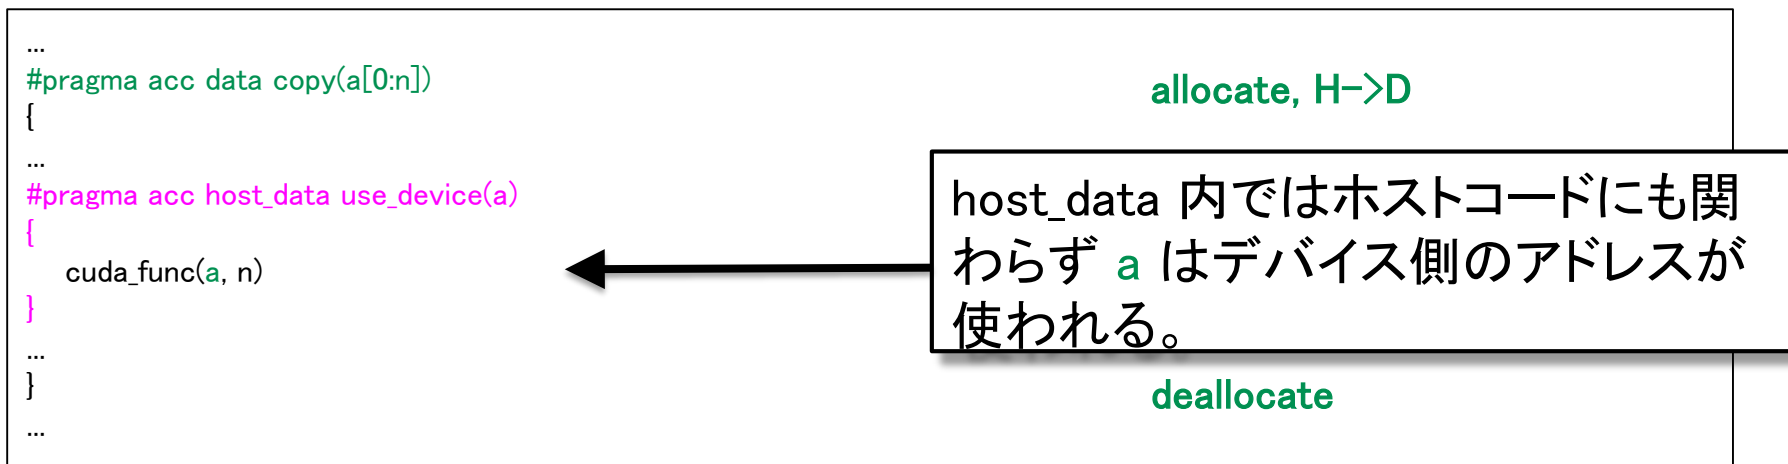 ...
#pragma acc data copy(a[0:n])
allocate, H->D
{
...
#pragma acc host_data use_device(a)
{
cuda_func(a, n)
}
host_data 内ではホストコードにも関
わらず a はデバイス側のアドレスが
使われる。
...
}
deallocate
...